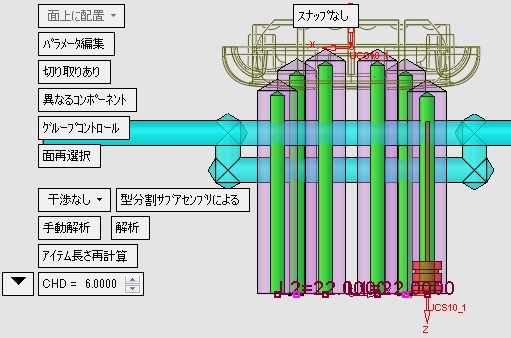 面上に配置
スナップなし
X
UCS10_1
パラメータ編集
切り取りあり
異なるコンポーネント
グループコントロール
面再選択
干渉なし
型分割サブアセンブリによる
手動解析
解析
アイテム長さ再計算
CHD = 6.0000
UCS10_1
Z